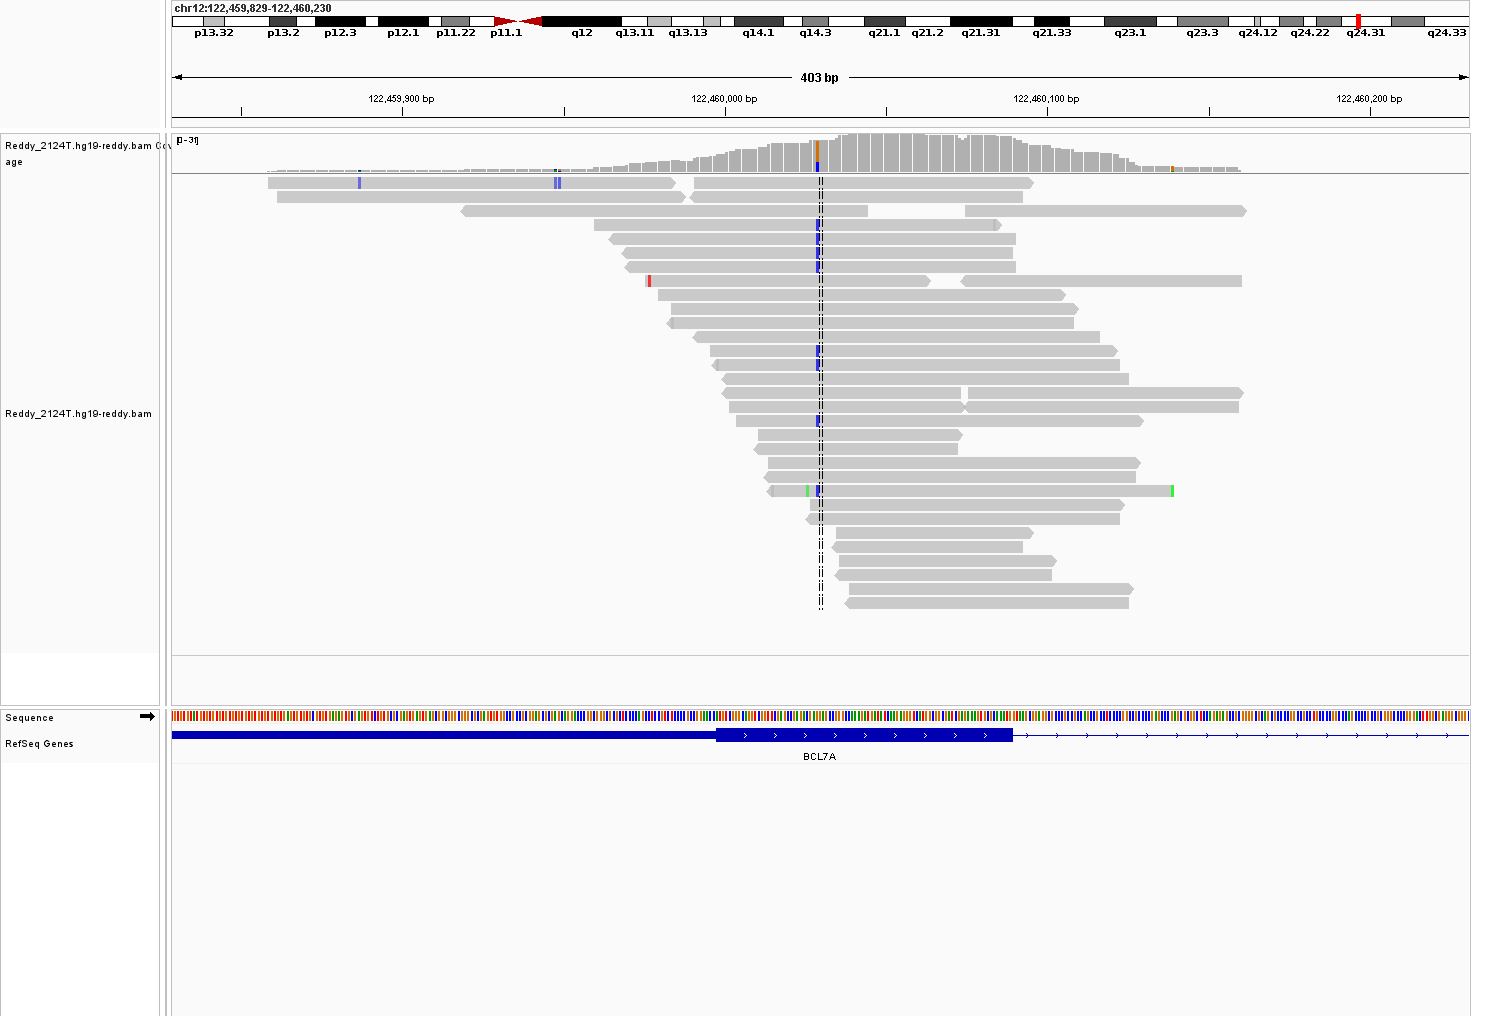 chr12:122,459,829-122,460,230
p13.32 p13.2 p12.3 p12.1 p11.22 p11.1 q12 q13.11 q13.13 q14.1 q14.3 q21.1 q21.2 q21.31 q21.33 q23.1 q23.3 q24.12 q24.22 q24.31 q24.33
403 bp
122,459,900 bp 122,460,000 bp 122,460,100 bp 122,460,200 bp
Reddy_2124T.hg19-reddy.bam Cov
age
[0-31]
Reddy_2124T.hg19-reddy.bam
Sequence
RefSeq Genes
BCL7A